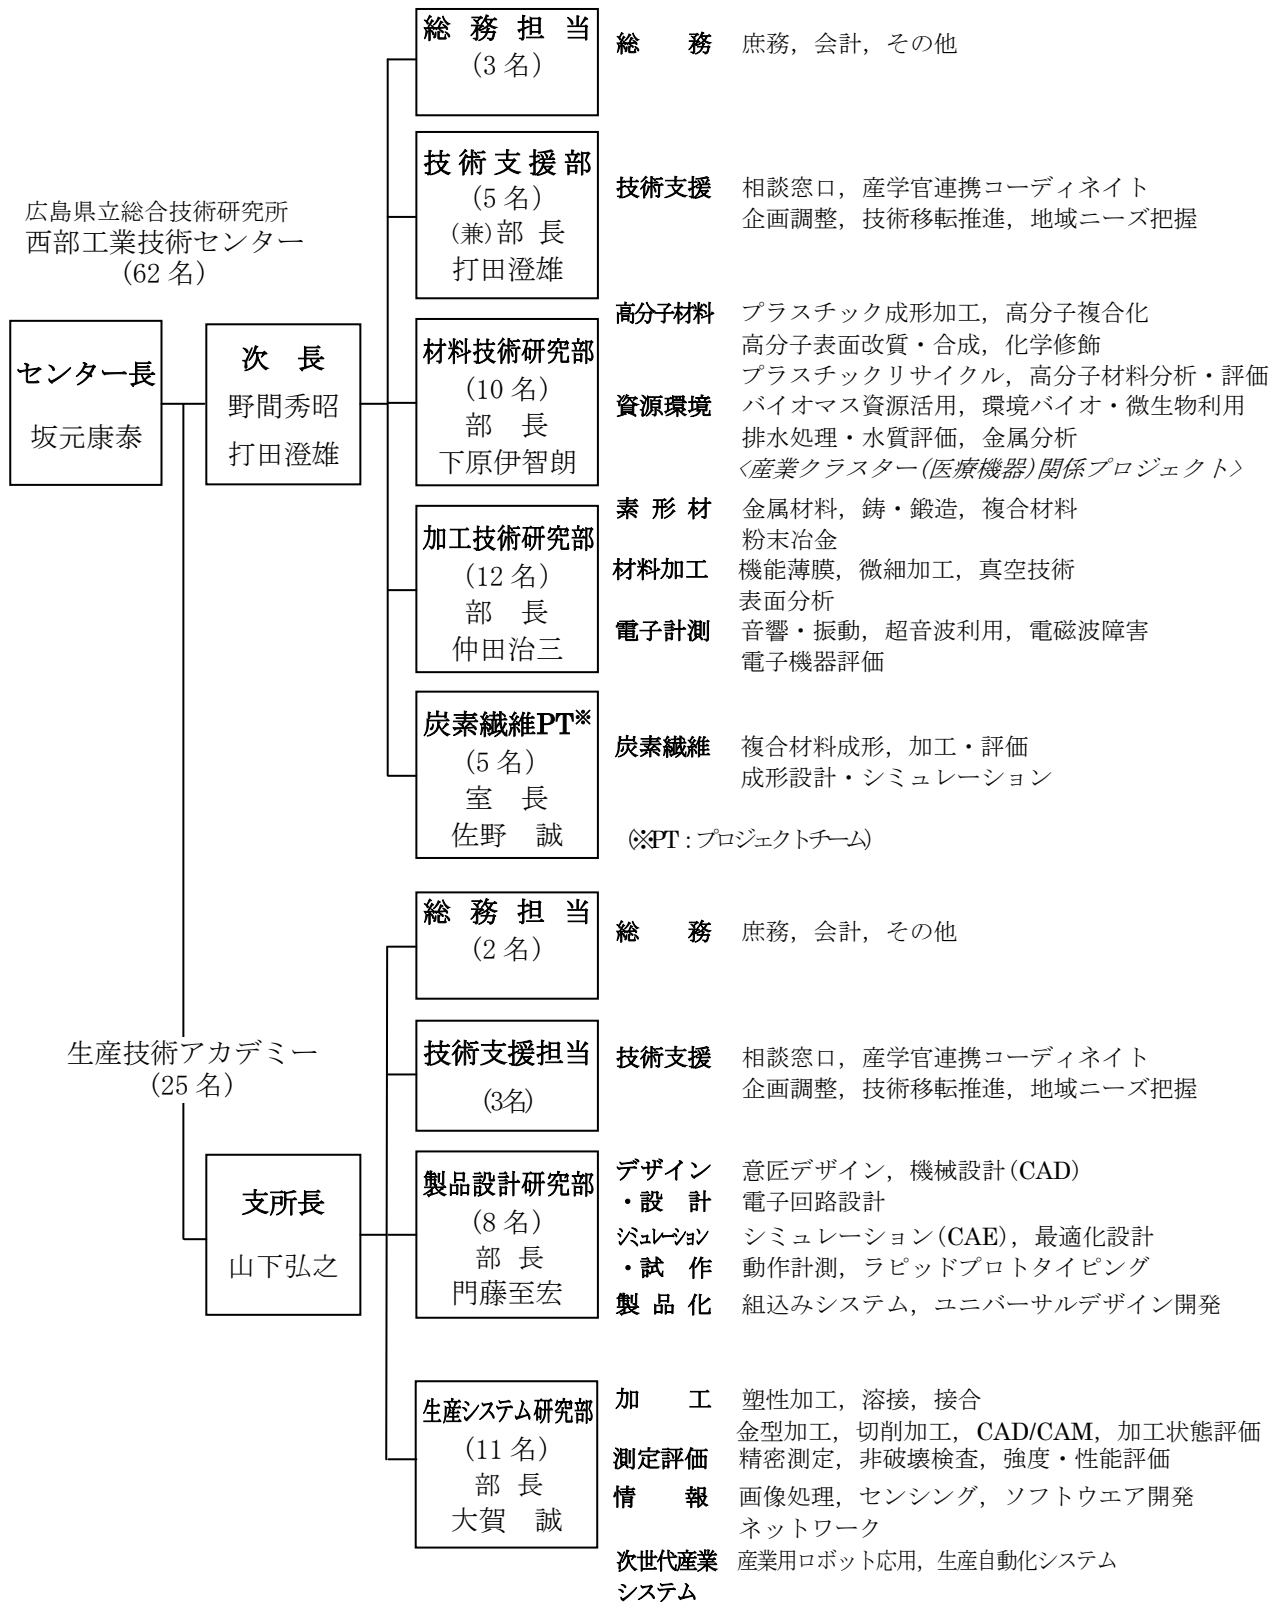 広島県立総合技術研究所
西部工業技術センター
(62 名)
センター長
坂元康泰
次 長
野間秀昭
打田澄雄
総 務 担 当
(3 名)
総 務 庶務，会計，その他
技 術 支 援 部
(5 名)
(兼)部 長
打田澄雄
技術支援 相談窓口，産学官連携コーディネイト
企画調整，技術移転推進，地域ニーズ把握
材料技術研究部
(10 名)
部 長
下原伊智朗
高分子材料 プラスチック成形加工，高分子複合化
高分子表面改質・合成，化学修飾
プラスチックリサイクル，高分子材料分析・評価
資源環境 バイオマス資源活用，環境バイオ・微生物利用
排水処理・水質評価，金属分析
〈産業クラスター(医療機器)関係プロジェクト〉
加工技術研究部
(12 名)
部 長
仲田治三
素 形 材 金属材料，鋳・鍛造，複合材料
粉末冶金
材料加工 機能薄膜，微細加工，真空技術
表面分析
電子計測 音響・振動，超音波利用，電磁波障害
電子機器評価
炭素繊維PT※
(5 名)
室 長
佐野 誠
炭素繊維 複合材料成形，加工・評価
成形設計・シミュレーション
(※PT：プロジェクトチーム)
生産技術アカデミー
(25 名)
支所長
山下弘之
総 務 担 当
(2 名)
総 務 庶務，会計，その他
技術支援担当
(3名)
技術支援 相談窓口，産学官連携コーディネイト
企画調整，技術移転推進，地域ニーズ把握
製品設計研究部
(8 名)
部 長
門藤至宏
デザイン 意匠デザイン，機械設計(CAD)
・設 計 電子回路設計
シミュレーション シミュレーション(CAE)，最適化設計
・試 作 動作計測，ラピッドプロトタイピング
製 品 化 組込みシステム，ユニバーサルデザイン開発
生産システム研究部
(11 名)
部 長
大賀 誠
加 工 塑性加工，溶接，接合
金型加工，切削加工，CAD/CAM，加工状態評価
測定評価 精密測定，非破壊検査，強度・性能評価
情 報 画像処理，センシング，ソフトウエア開発
ネットワーク
次世代産業 産業用ロボット応用，生産自動化システム
システム